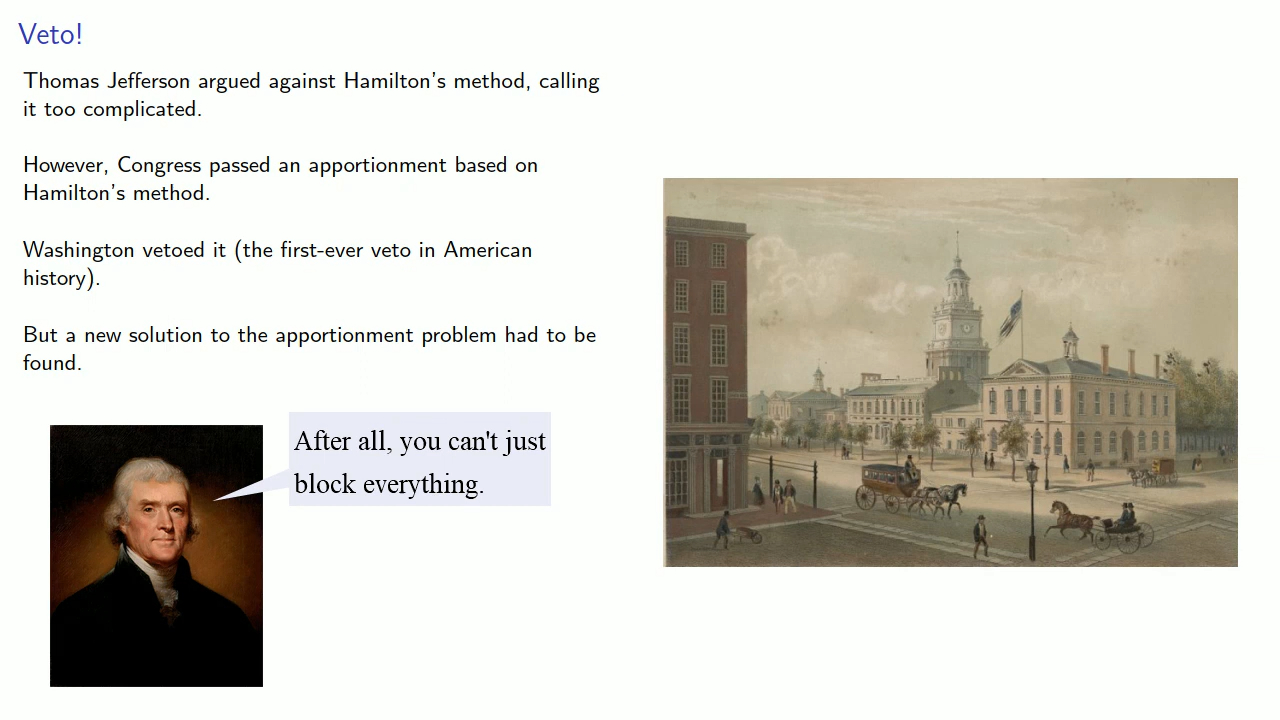 Veto!
Thomas Jefferson argued against Hamilton's method, calling
it too complicated.
However, Congress passed an apportionment based on
Hamilton's method.
Washington vetoed it (the first-ever veto in American
history).
But a new solution to the apportionment problem had to be
found.
After all, you can't just
block everything.